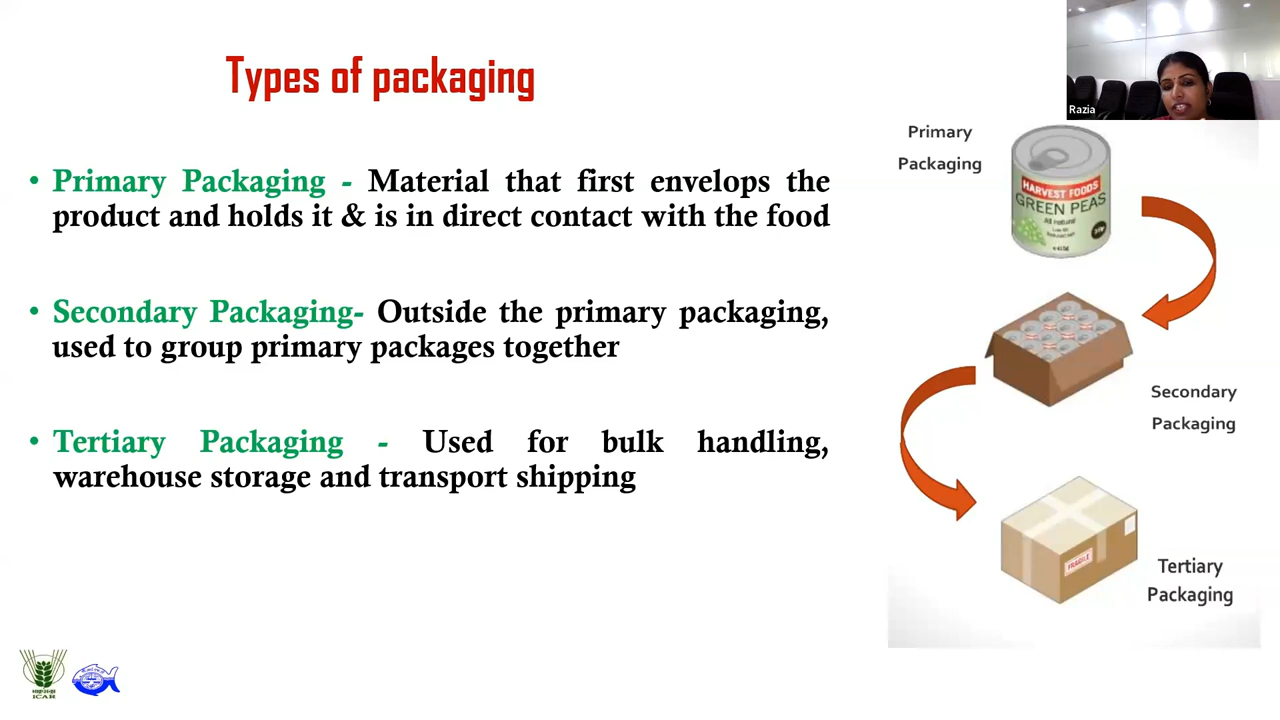 Types of packaging
Razia
• Primary Packaging - Material that first envelops the
product and holds it & is in direct contact with the food
• Secondary Packaging- Outside the primary packaging,
used to group primary packages together
• Tertiary Packaging - Used for bulk handling,
warehouse storage and transport shipping
Primary
Packaging
HARVEST FOODS
GREEN PEAS
All natural
Secondary
Packaging
FRAGILE
Tertiary
Packaging
ICAR